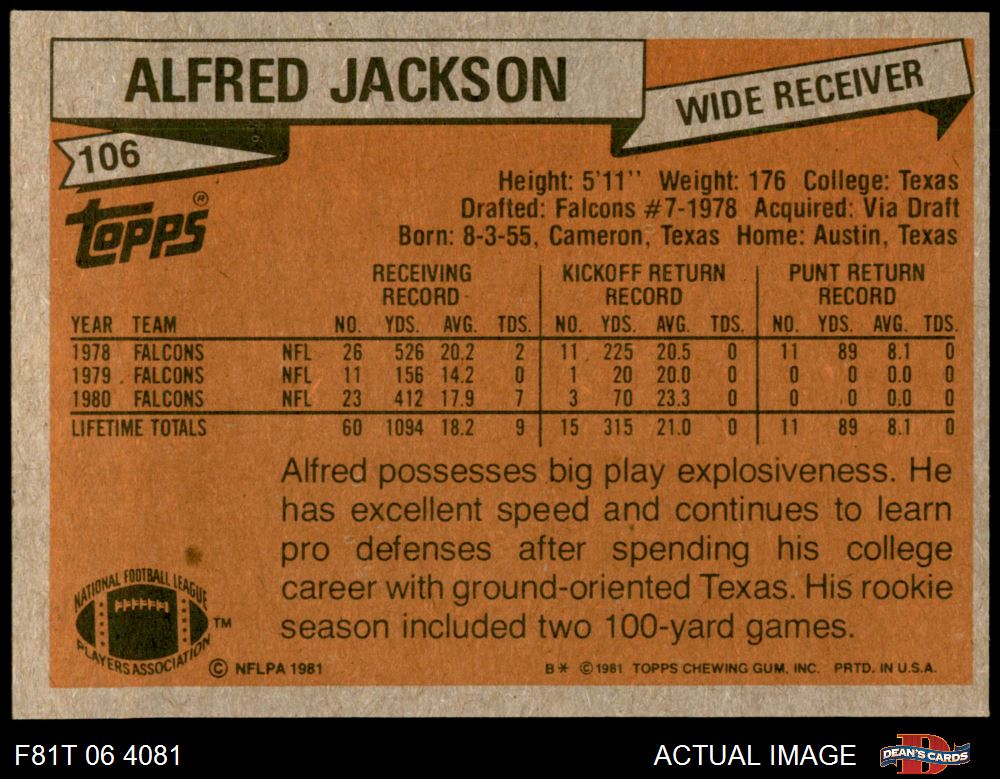 ALFRED JACKSON
WIDE RECEIVER
106
TOPPS®
Height: 5'11'' Weight: 176 College: Texas
Drafted: Falcons #7-1978 Acquired: Via Draft
Born: 8-3-55, Cameron, Texas Home: Austin, Texas
RECEIVING RECORD KICKOFF RETURN RECORD PUNT RETURN RECORD
YEAR TEAM NO. YDS. AVG. TDS. NO. YDS. AVG. TDS. NO. YDS. AVG. TDS.
1978 FALCONS NFL 26 526 20.2 2 11 225 20.5 0 11 89 8.1 0
1979 FALCONS NFL 11 156 14.2 0 1 20 20.0 0 0 0 0.0 0
1980 FALCONS NFL 23 412 17.9 7 3 70 23.3 0 0 0 0.0 0
LIFETIME TOTALS 60 1094 18.2 9 15 315 21.0 0 11 89 8.1 0
Alfred possesses big play explosiveness. He
has excellent speed and continues to learn
pro defenses after spending his college
career with ground-oriented Texas. His rookie
season included two 100-yard games.
NATIONAL FOOTBALL LEAGUE
PLAYERS ASSOCIATION
TM
© NFLPA 1981
B* © 1981 TOPPS CHEWING GUM, INC. PRTD. IN U.S.A.
F81T 06 4081
ACTUAL IMAGE
D
DEAN'S CARDS